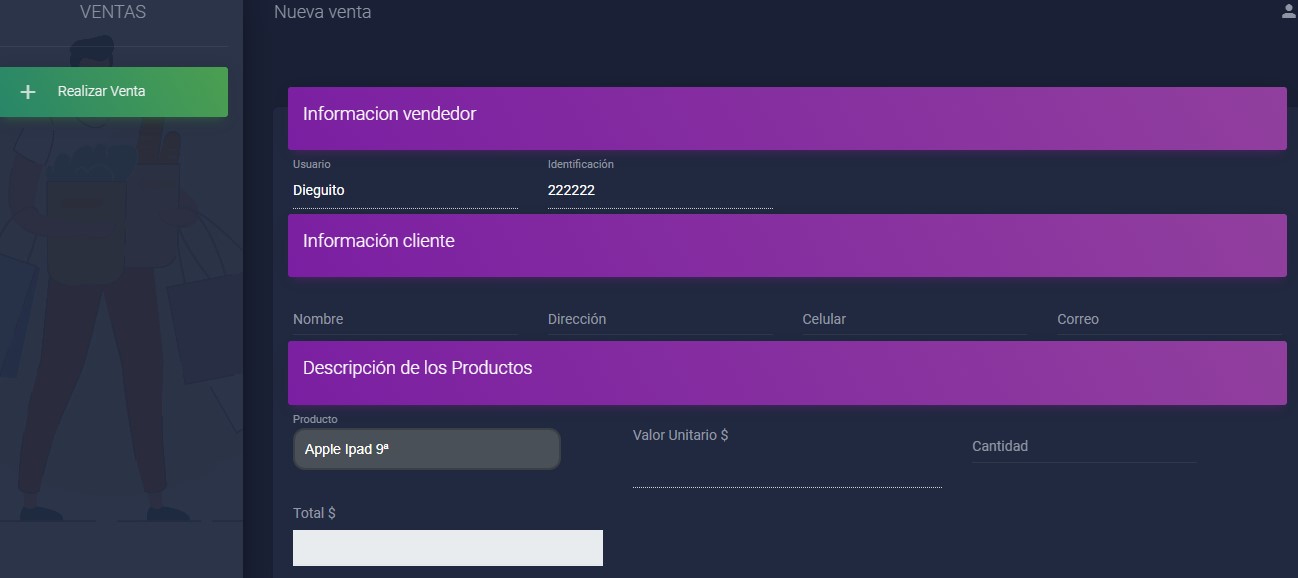 VENTAS
Nueva venta
Realizar Venta
Informacion vendedor
Usuario Identificación
Dieguito 222222
Información cliente
Nombre Dirección Celular Correo
Descripción de los Productos
Producto
Valor Unitario $
Apple Ipad 9ª Cantidad
Total $